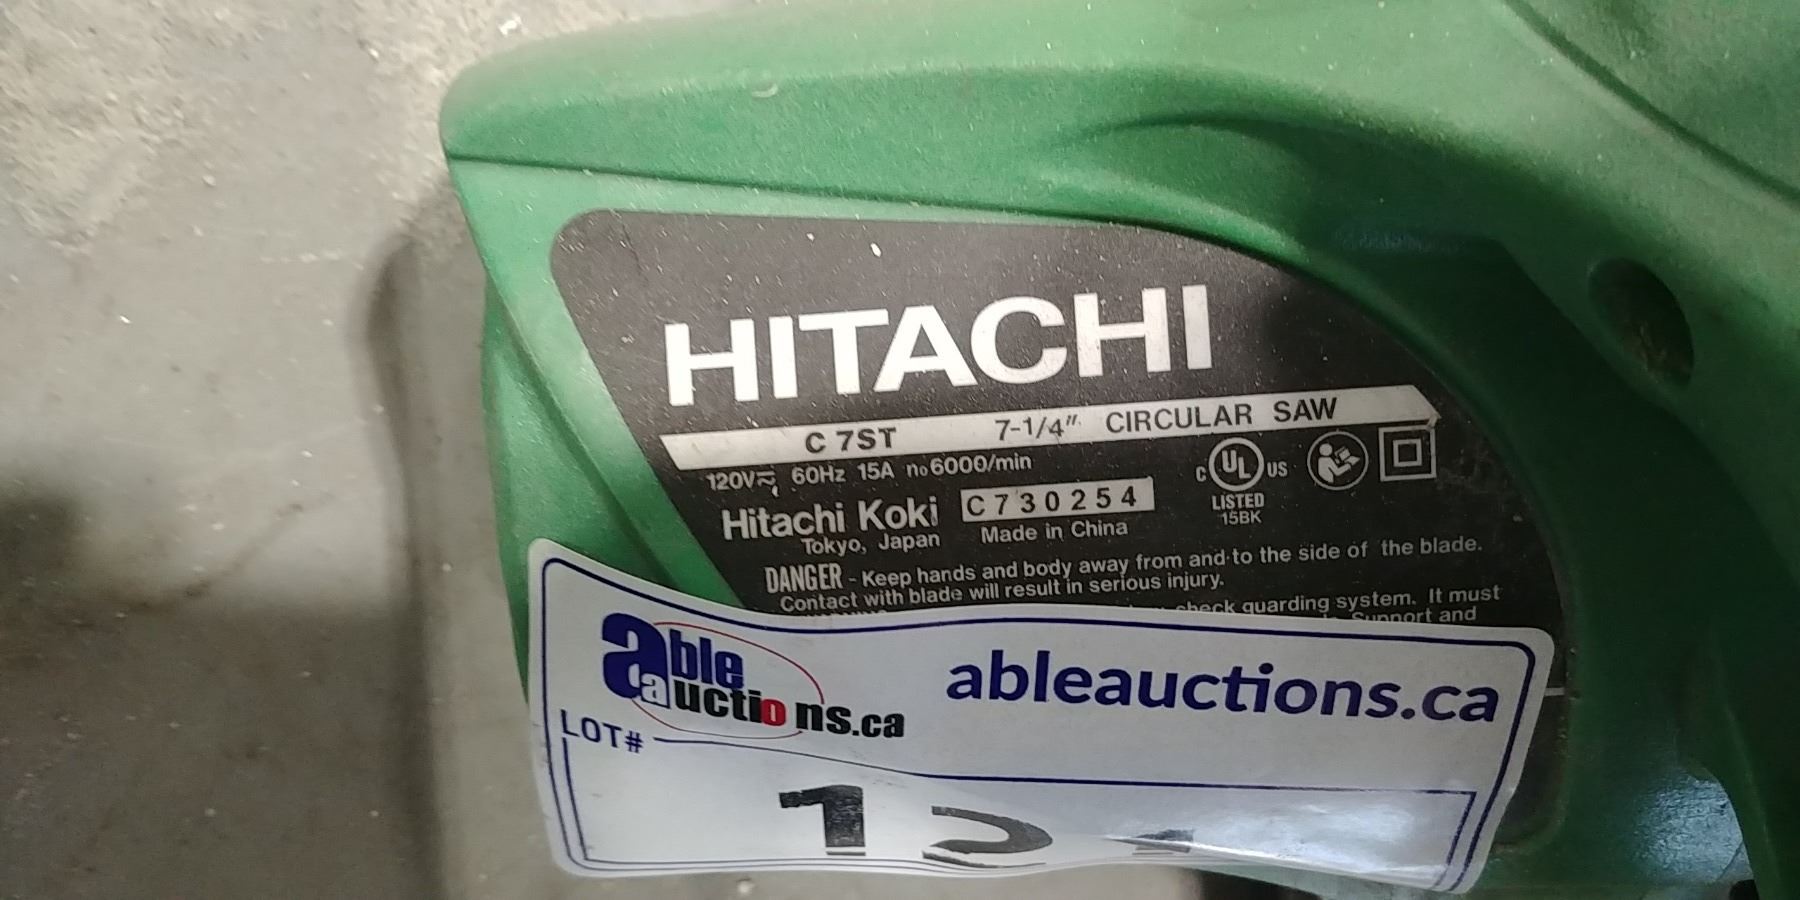 HITACHI
C 7ST 7-1/4" CIRCULAR SAW
120V 60Hz 15A no6000/min
Hitachi Koki C730254
Tokyo, Japan Made in China
C UL US
LISTED
15BK
DANGER - Keep hands and body away from and to the side of the blade.
Contact with blade will result in serious injury.
check guarding system. It must
Support and
able auctions.ca
ableauctions.ca
LOT#